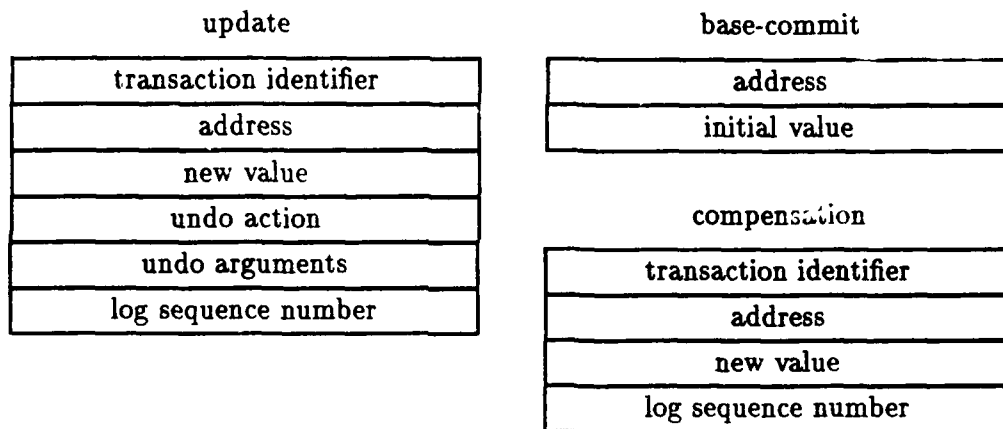 update
transaction identifier
address
new value
undo action
undo arguments
log sequence number
base-commit
address
initial value
compensation
transaction identifier
address
new value
log sequence number